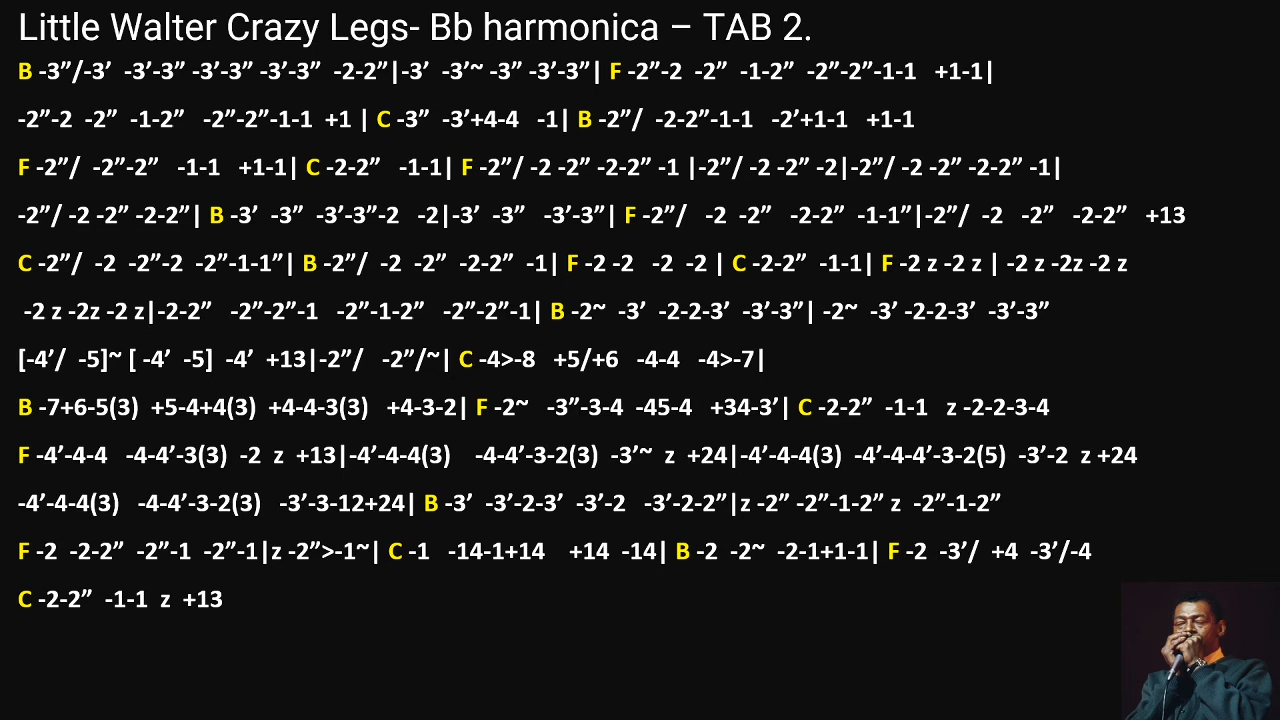 Little Walter Crazy Legs- Bb harmonica – TAB 2.
B -3”/-3’ -3’-3” -3’-3” -3’-3” -2-2”|-3’ -3’~ -3” -3’-3”| F -2”-2 -2” -1-2” -2”-2”-1-1 +1-1|
-2”-2 -2” -1-2” -2”-2”-1-1 +1 | C -3” -3’+4-4 -1| B -2”/ -2-2”-1-1 -2’+1-1 +1-1
F -2”/ -2”-2” -1-1 +1-1| C -2-2” -1-1| F -2”/ -2 -2” -2-2” -1 |-2”/ -2 -2” -2|-2”/ -2 -2” -2-2” -1|
-2”/ -2 -2” -2-2”| B -3’ -3” -3’-3”-2 -2|-3’ -3” -3’-3”| F -2”/ -2 -2” -2-2” -1-1”|-2”/ -2 -2” -2-2” +13
C -2”/ -2 -2”-2 -2”-1-1”| B -2”/ -2 -2” -2-2” -1| F -2 -2 -2 -2 | C -2-2” -1-1| F -2 z -2 z | -2 z -2z -2 z
-2 z -2z -2 z|-2-2” -2”-2”-1 -2”-1-2” -2”-2”-1| B -2~ -3’ -2-2-3’ -3’-3”| -2~ -3’ -2-2-3’ -3’-3”
[-4’/ -5]~ [ -4’ -5] -4’ +13|-2”/ -2”/~| C -4>-8 +5/+6 -4-4 -4>-7|
B -7+6-5(3) +5-4+4(3) +4-4-3(3) +4-3-2| F -2~ -3”-3-4 -45-4 +34-3’| C -2-2” -1-1 z -2-2-3-4
F -4’-4-4 -4-4’-3(3) -2 z +13|-4’-4-4(3) -4-4’-3-2(3) -3’~ z +24|-4’-4-4(3) -4’-4-4’-3-2(5) -3’-2 z +24
-4’-4-4(3) -4-4’-3-2(3) -3’-3-12+24| B -3’ -3’-2-3’ -3’-2 -3’-2-2”|z -2” -2”-1-2” z -2”-1-2”
F -2 -2-2” -2”-1 -2”-1|z -2”>-1~| C -1 -14-1+14 +14 -14| B -2 -2~ -2-1+1-1| F -2 -3’/ +4 -3’/-4
C -2-2” -1-1 z +13